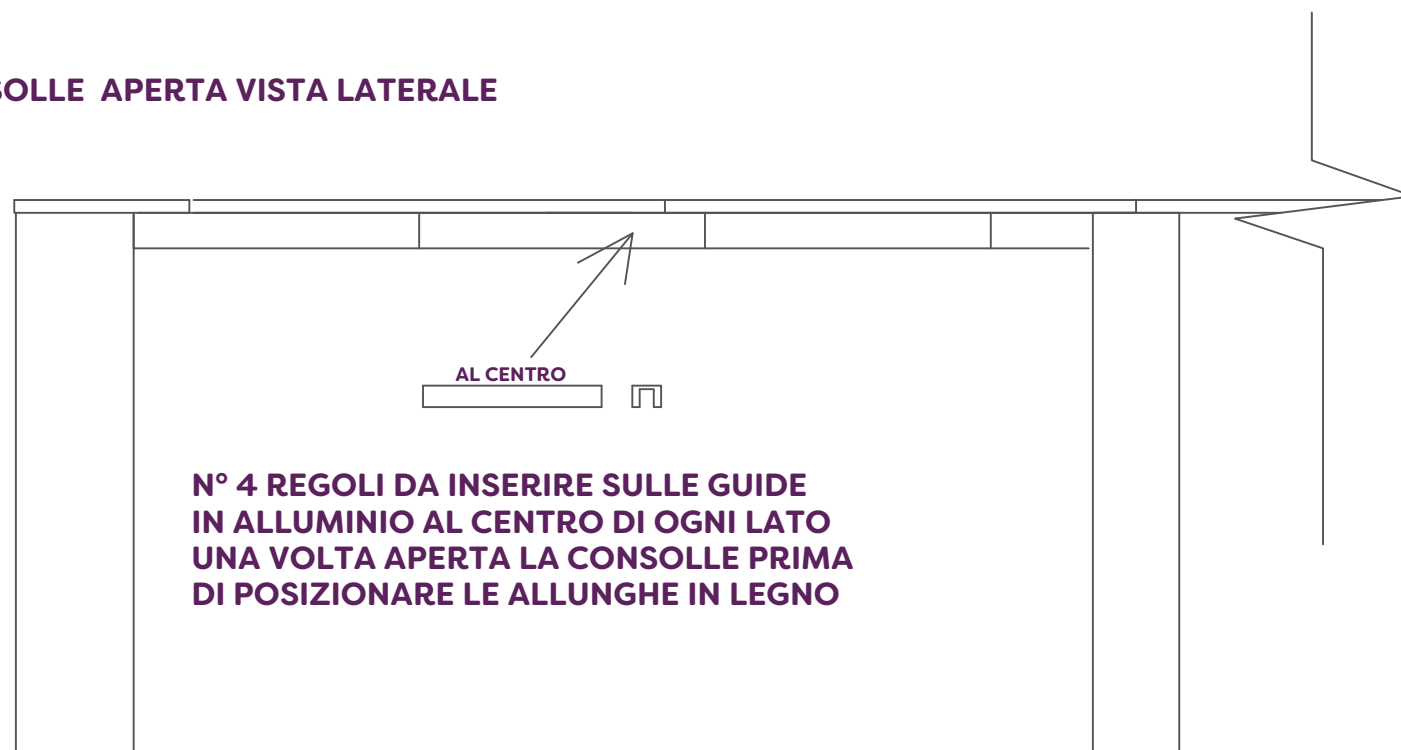 SOLLE APERTA VISTA LATERALE
AL CENTRO
N° 4 REGOLI DA INSERIRE SULLE GUIDE
IN ALLUMINIO AL CENTRO DI OGNI LATO
UNA VOLTA APERTA LA CONSOLLE PRIMA
DI POSIZIONARE LE ALLUNGHE IN LEGNO